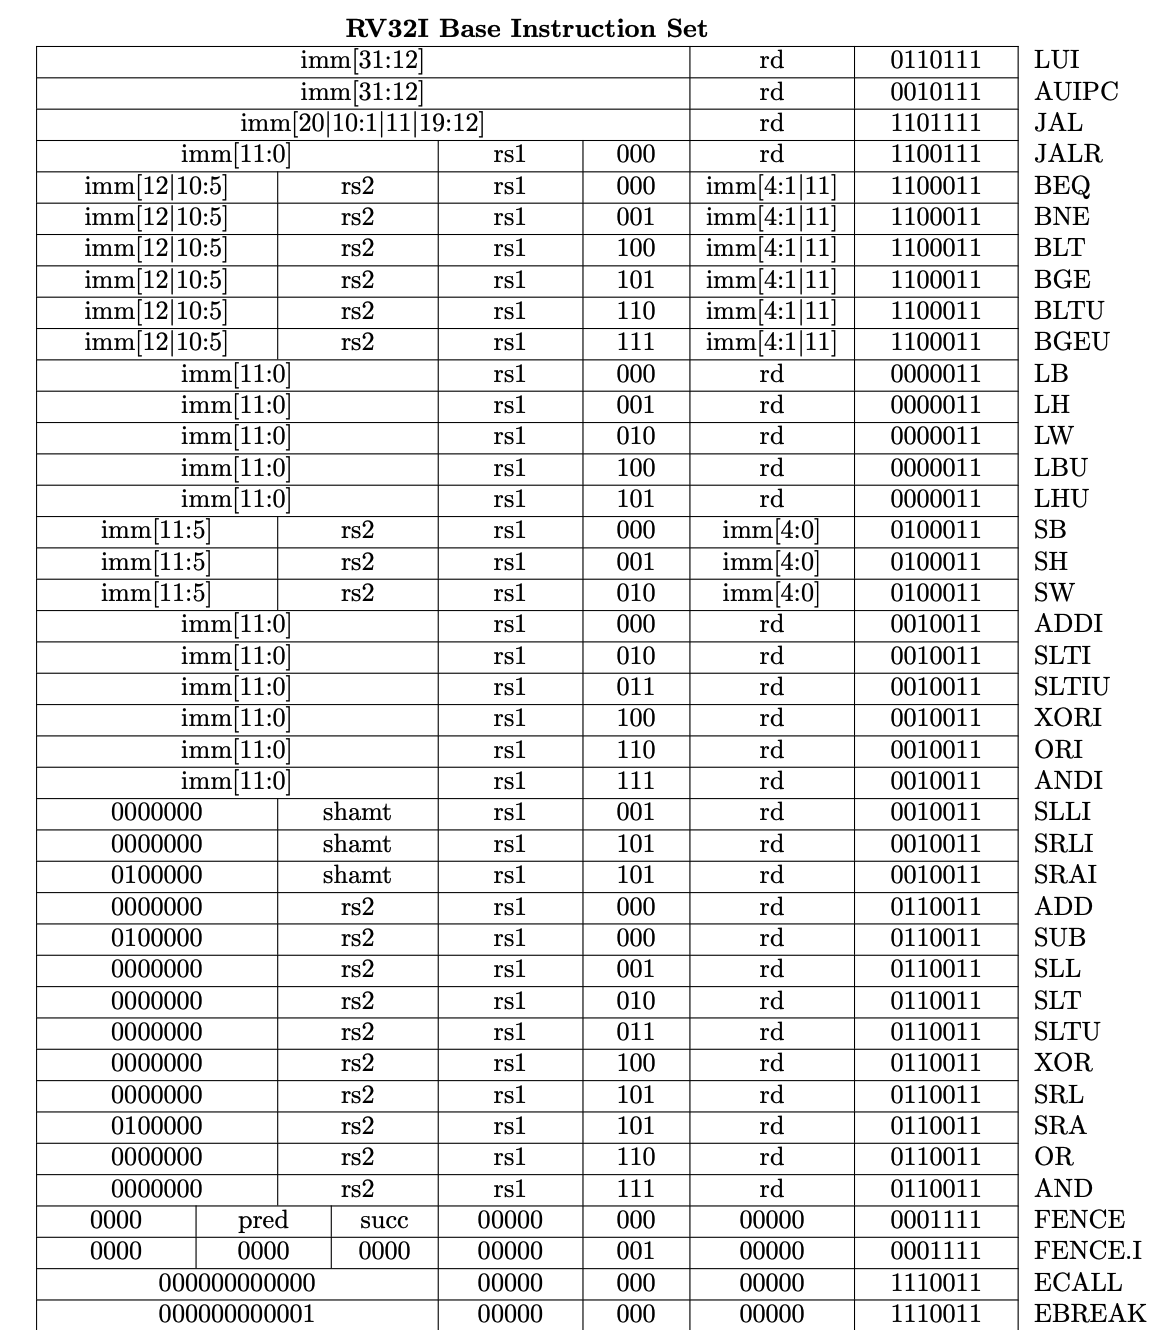 RV32I Base Instruction Set
imm[31:12] rd 0110111 LUI
imm[31:12] rd 0010111 AUIPC
imm[20|10:1|11|19:12] rd 1101111 JAL
imm[11:0] rs1 000 rd 1100111 JALR
imm[12|10:5] rs2 rs1 000 imm[4:1|11] 1100011 BEQ
imm[12|10:5] rs2 rs1 001 imm[4:1|11] 1100011 BNE
imm[12|10:5] rs2 rs1 100 imm[4:1|11] 1100011 BLT
imm[12|10:5] rs2 rs1 101 imm[4:1|11] 1100011 BGE
imm[12|10:5] rs2 rs1 110 imm[4:1|11] 1100011 BLTU
imm[12|10:5] rs2 rs1 111 imm[4:1|11] 1100011 BGEU
imm[11:0] rs1 000 rd 0000011 LB
imm[11:0] rs1 001 rd 0000011 LH
imm[11:0] rs1 010 rd 0000011 LW
imm[11:0] rs1 100 rd 0000011 LBU
imm[11:0] rs1 101 rd 0000011 LHU
imm[11:5] rs2 rs1 000 imm[4:0] 0100011 SB
imm[11:5] rs2 rs1 001 imm[4:0] 0100011 SH
imm[11:5] rs2 rs1 010 imm[4:0] 0100011 SW
imm[11:0] rs1 000 rd 0010011 ADDI
imm[11:0] rs1 010 rd 0010011 SLTI
imm[11:0] rs1 011 rd 0010011 SLTIU
imm[11:0] rs1 100 rd 0010011 XORI
imm[11:0] rs1 110 rd 0010011 ORI
imm[11:0] rs1 111 rd 0010011 ANDI
0000000 shamt rs1 001 rd 0010011 SLLI
0000000 shamt rs1 101 rd 0010011 SRLI
0100000 shamt rs1 101 rd 0010011 SRAI
0000000 rs2 rs1 000 rd 0110011 ADD
0100000 rs2 rs1 000 rd 0110011 SUB
0000000 rs2 rs1 001 rd 0110011 SLL
0000000 rs2 rs1 010 rd 0110011 SLT
0000000 rs2 rs1 011 rd 0110011 SLTU
0000000 rs2 rs1 100 rd 0110011 XOR
0000000 rs2 rs1 101 rd 0110011 SRL
0100000 rs2 rs1 101 rd 0110011 SRA
0000000 rs2 rs1 110 rd 0110011 OR
0000000 rs2 rs1 111 rd 0110011 AND
0000 pred succ 00000 000 00000 0001111 FENCE
0000 0000 0000 00000 001 00000 0001111 FENCE.I
000000000000 00000 000 00000 1110011 ECALL
000000000001 00000 000 00000 1110011 EBREAK